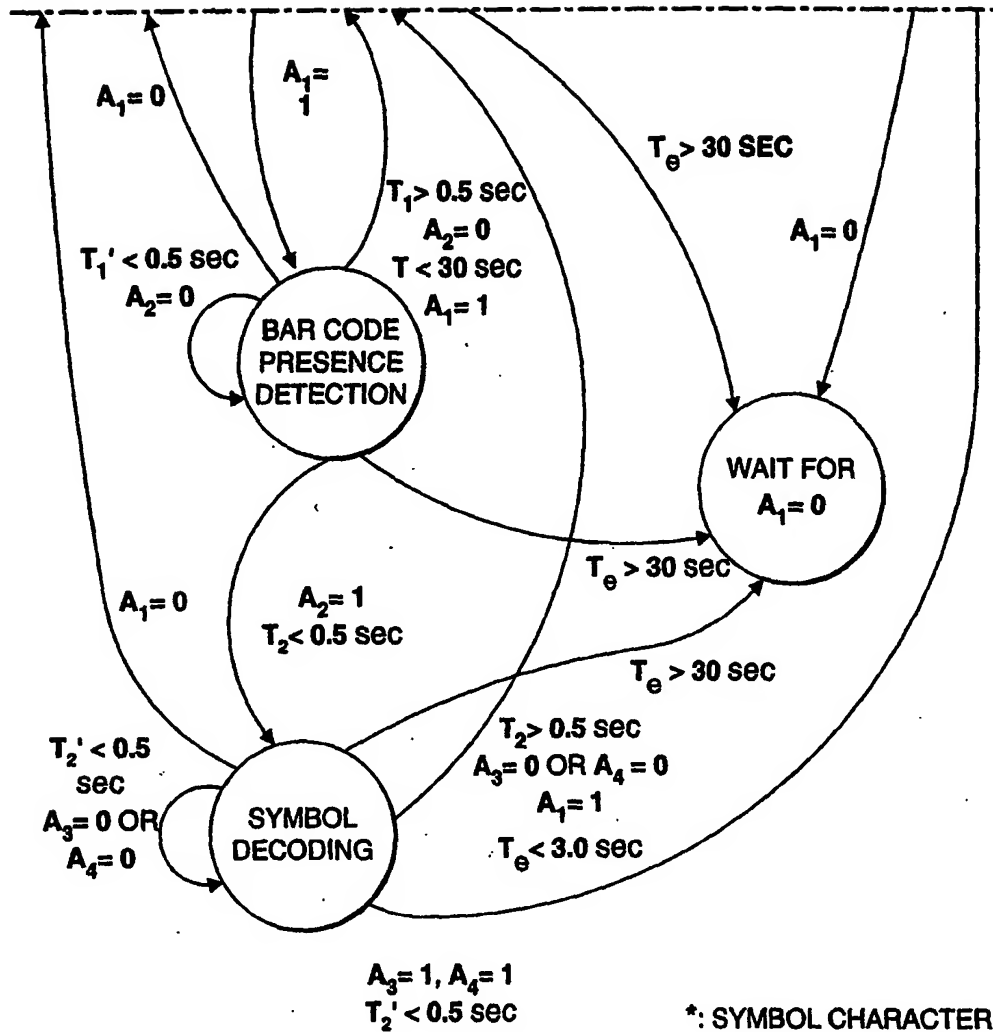 A₁= 0
A₁=
1
Tₑ> 30 SEC
T₁> 0.5 sec
A₂= 0
T < 30 sec
A₁= 1
A₁= 0
T₁' < 0.5 sec
A₂= 0
BAR CODE
PRESENCE
DETECTION
WAIT FOR
A₁= 0
Tₑ > 30 sec
A₁= 0
A₂= 1
T₂< 0.5 sec
Tₑ > 30 sec
T₂' < 0.5
sec
A₃= 0 OR
A₄= 0
SYMBOL
DECODING
T₂> 0.5 sec
A₃= 0 OR A₄ = 0
A₁= 1
Tₑ < 3.0 sec
A₃= 1, A₄= 1
T₂' < 0.5 sec
*: SYMBOL CHARACTER